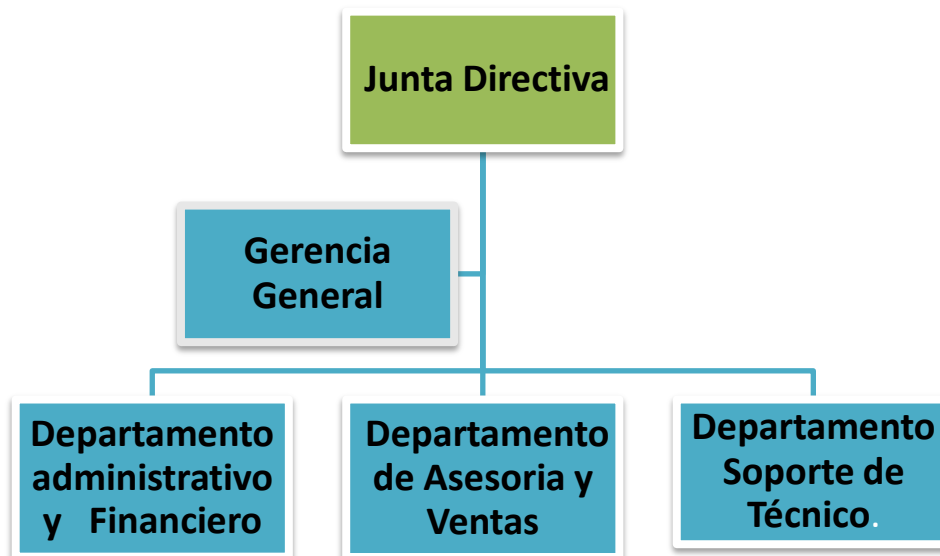 Junta Directiva
Gerencia
General
Departamento
administrativo
y Financiero
Departamento
de Asesoria y
Ventas
Departamento
Soporte de
Técnico.